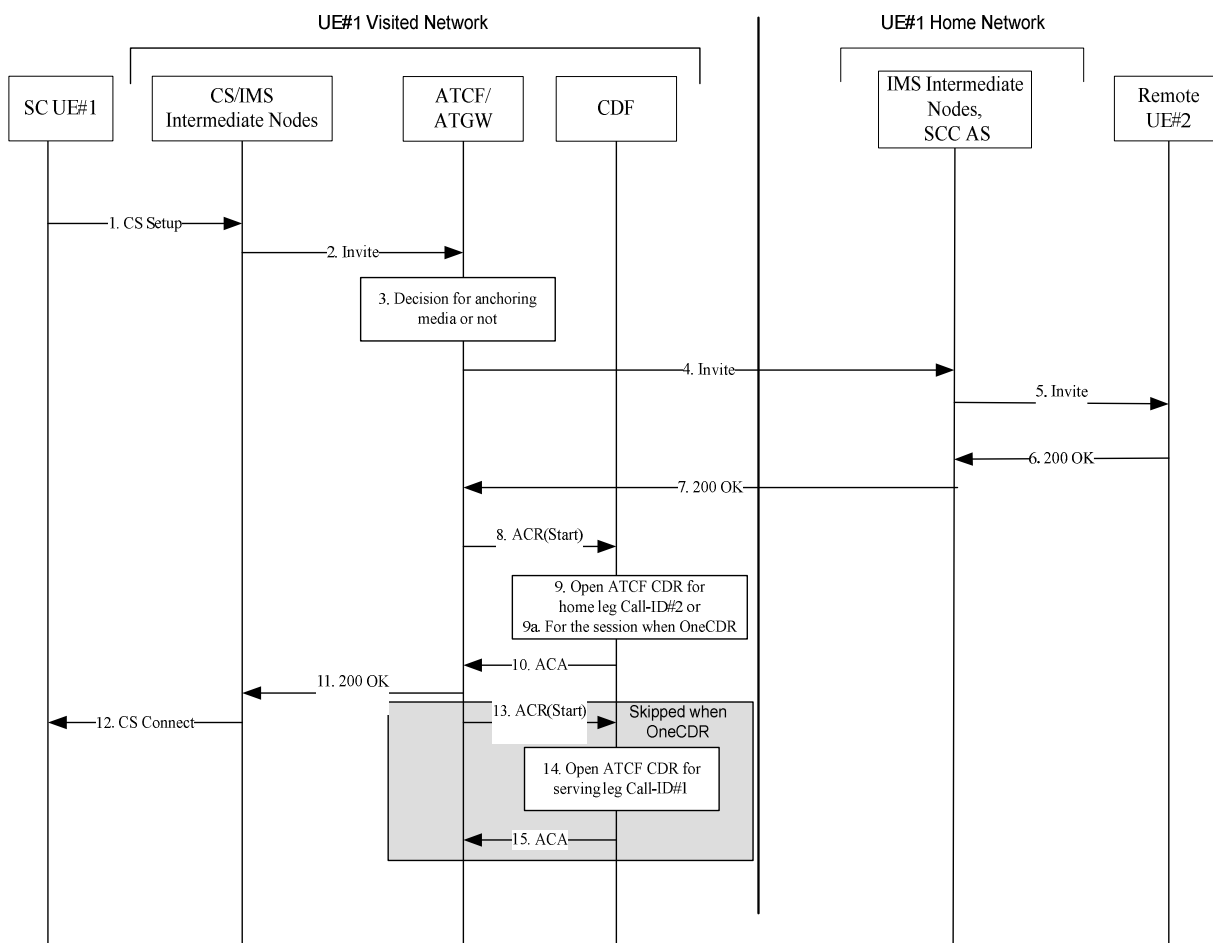 UE#1 Visited Network
UE#1 Home Network
SC UE#1
CS/IMS
Intermediate Nodes
ATCF/
ATGW
CDF
IMS Intermediate
Nodes,
SCC AS
Remote
UE#2
1. CS Setup
2. Invite
3. Decision for anchoring
media or not
4. Invite
5. Invite
6. 200 OK
7. 200 OK
8. ACR(Start)
9. Open ATCF CDR for
home leg Call-ID#2 or
9a. For the session when OneCDR
10. ACA
11. 200 OK
12. CS Connect
13. ACR(Start)
Skipped when
OneCDR
14. Open ATCF CDR for
serving leg Call-ID#1
15. ACA